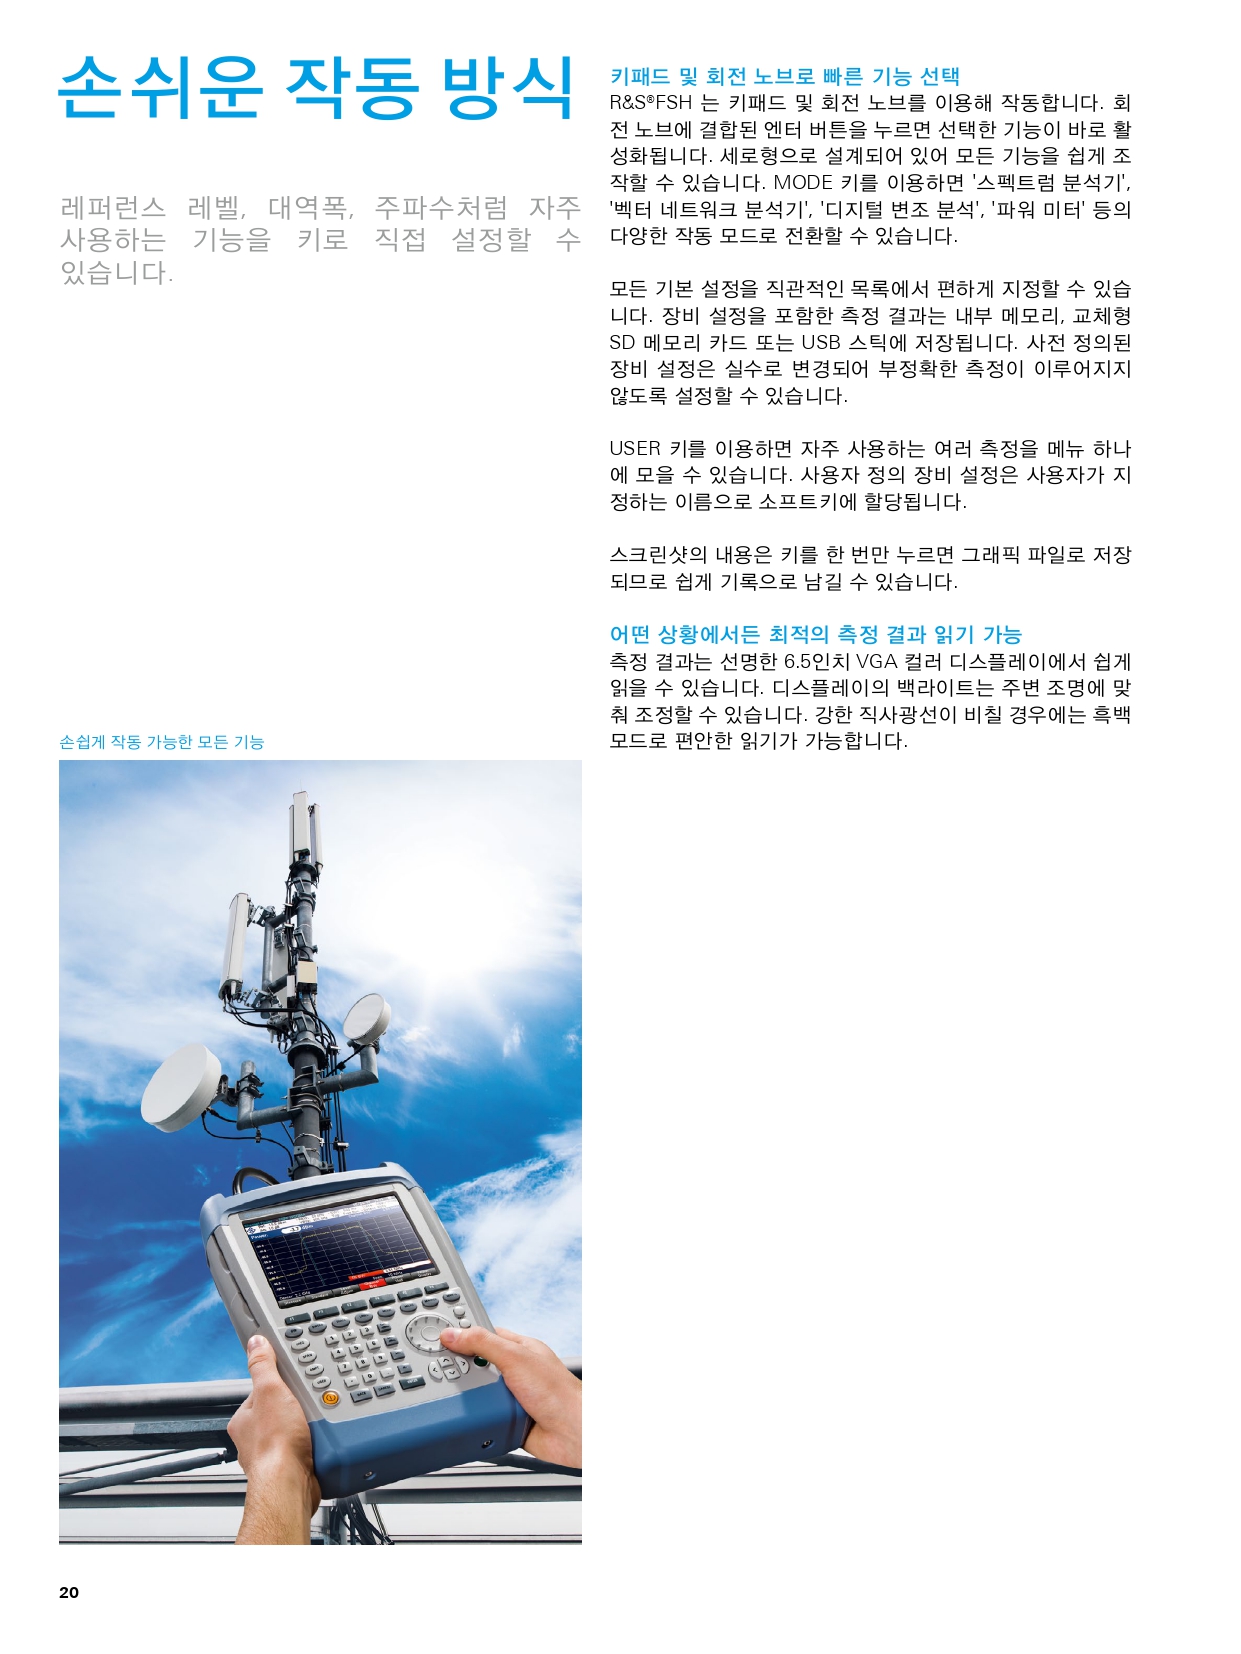 손쉬운 작동 방식
레퍼런스 레벨, 대역폭, 주파수처럼 자주
사용하는 기능을 키로 직접 설정할 수
있습니다.
키패드 및 회전 노브로 빠른 기능 선택
R&S®FSH 는 키패드 및 회전 노브를 이용해 작동합니다. 회
전 노브에 결합된 엔터 버튼을 누르면 선택한 기능이 바로 활
성화됩니다. 세로형으로 설계되어 있어 모든 기능을 쉽게 조
작할 수 있습니다. MODE 키를 이용하면 '스펙트럼 분석기',
'벡터 네트워크 분석기', '디지털 변조 분석', '파워 미터' 등의
다양한 작동 모드로 전환할 수 있습니다.
모든 기본 설정을 직관적인 목록에서 편하게 지정할 수 있습
니다. 장비 설정을 포함한 측정 결과는 내부 메모리, 교체형
SD 메모리 카드 또는 USB 스틱에 저장됩니다. 사전 정의된
장비 설정은 실수로 변경되어 부정확한 측정이 이루어지지
않도록 설정할 수 있습니다.
USER 키를 이용하면 자주 사용하는 여러 측정을 메뉴 하나
에 모을 수 있습니다. 사용자 정의 장비 설정은 사용자가 지
정하는 이름으로 소프트키에 할당됩니다.
스크린샷의 내용은 키를 한 번만 누르면 그래픽 파일로 저장
되므로 쉽게 기록으로 남길 수 있습니다.
어떤 상황에서든 최적의 측정 결과 읽기 가능
측정 결과는 선명한 6.5인치 VGA 컬러 디스플레이에서 쉽게
읽을 수 있습니다. 디스플레이의 백라이트는 주변 조명에 맞
춰 조정할 수 있습니다. 강한 직사광선이 비칠 경우에는 흑백
모드로 편안한 읽기가 가능합니다.
손쉽게 작동 가능한 모든 기능
Power
20